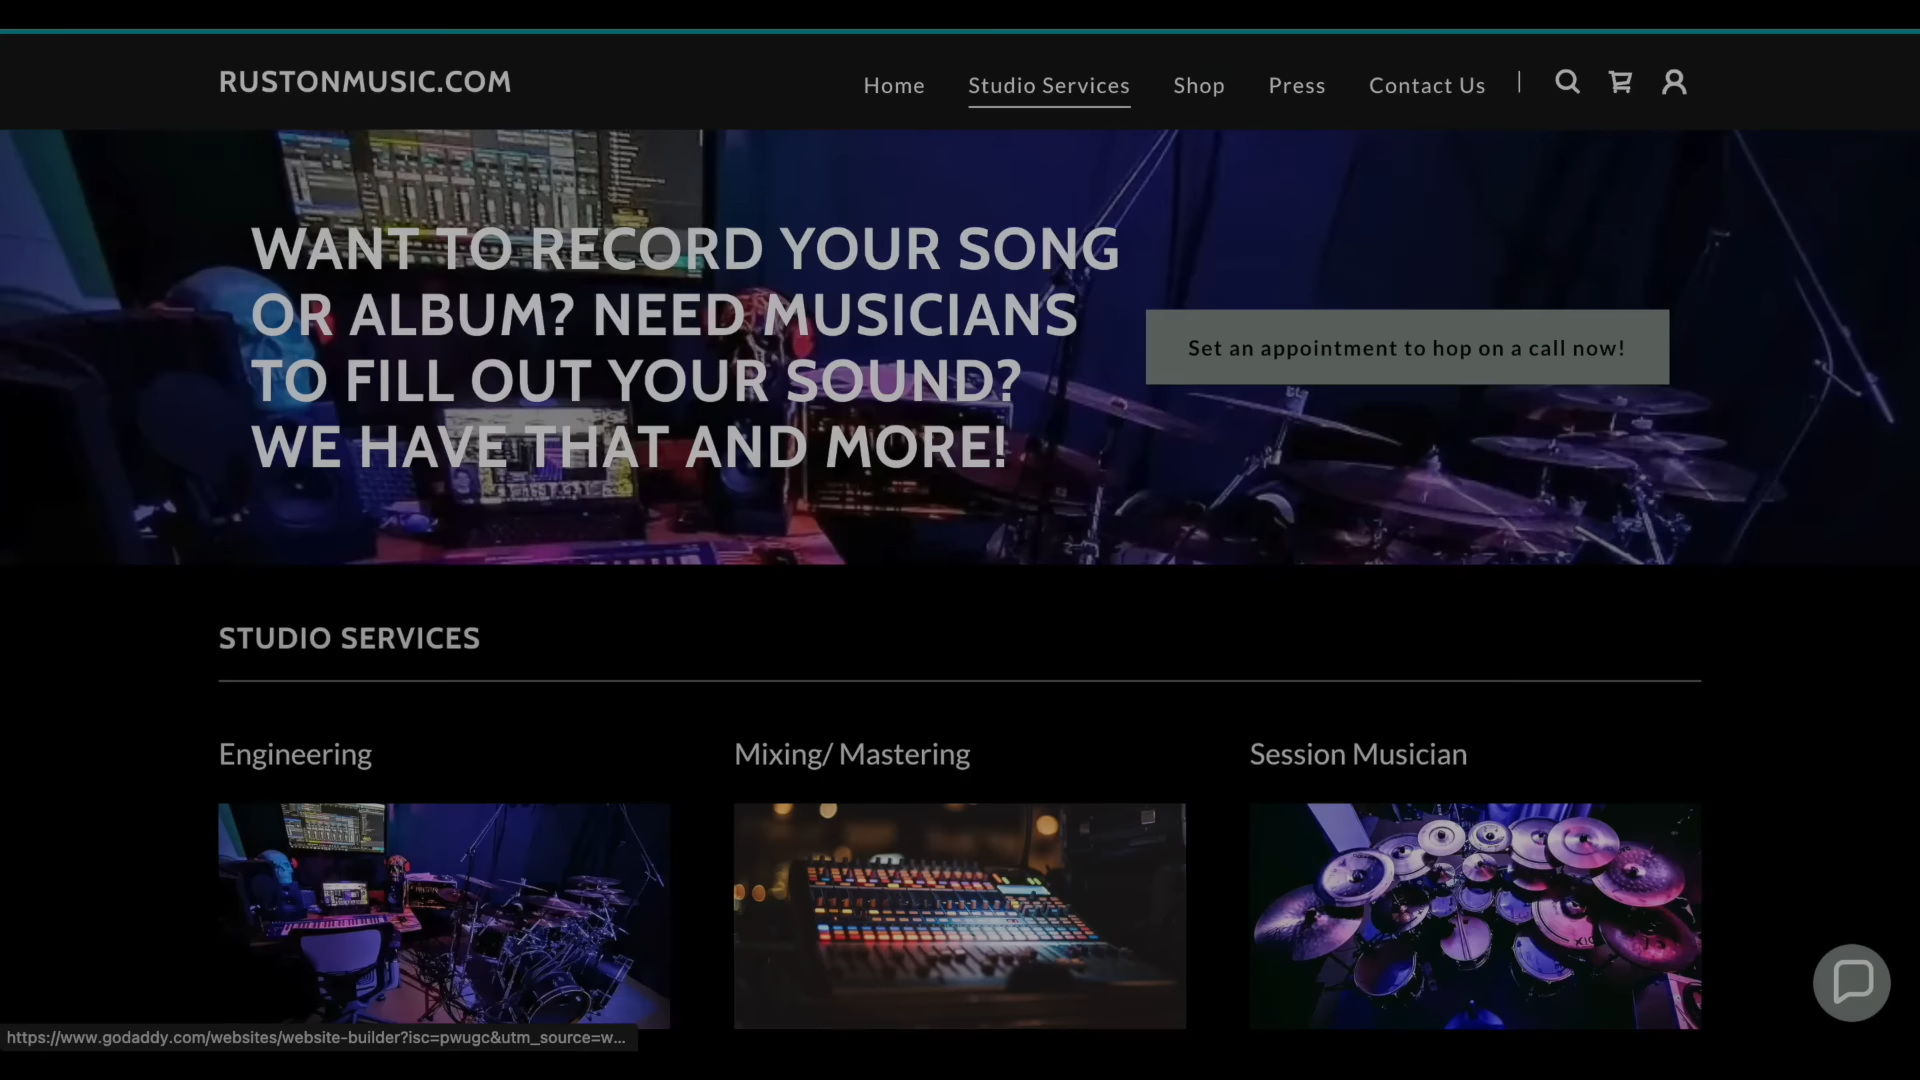 RUSTONMUSIC.COM
Home
Studio Services
Shop
Press
Contact Us
WANT TO RECORD YOUR SONG
OR ALBUM? NEED MUSICIANS
TO FILL OUT YOUR SOUND?
WE HAVE THAT AND MORE!
Set an appointment to hop on a call now!
STUDIO SERVICES
Engineering
Mixing/ Mastering
Session Musician
https://www.godaddy.com/websites/website-builder?isc=pwugc&utm_source=w...